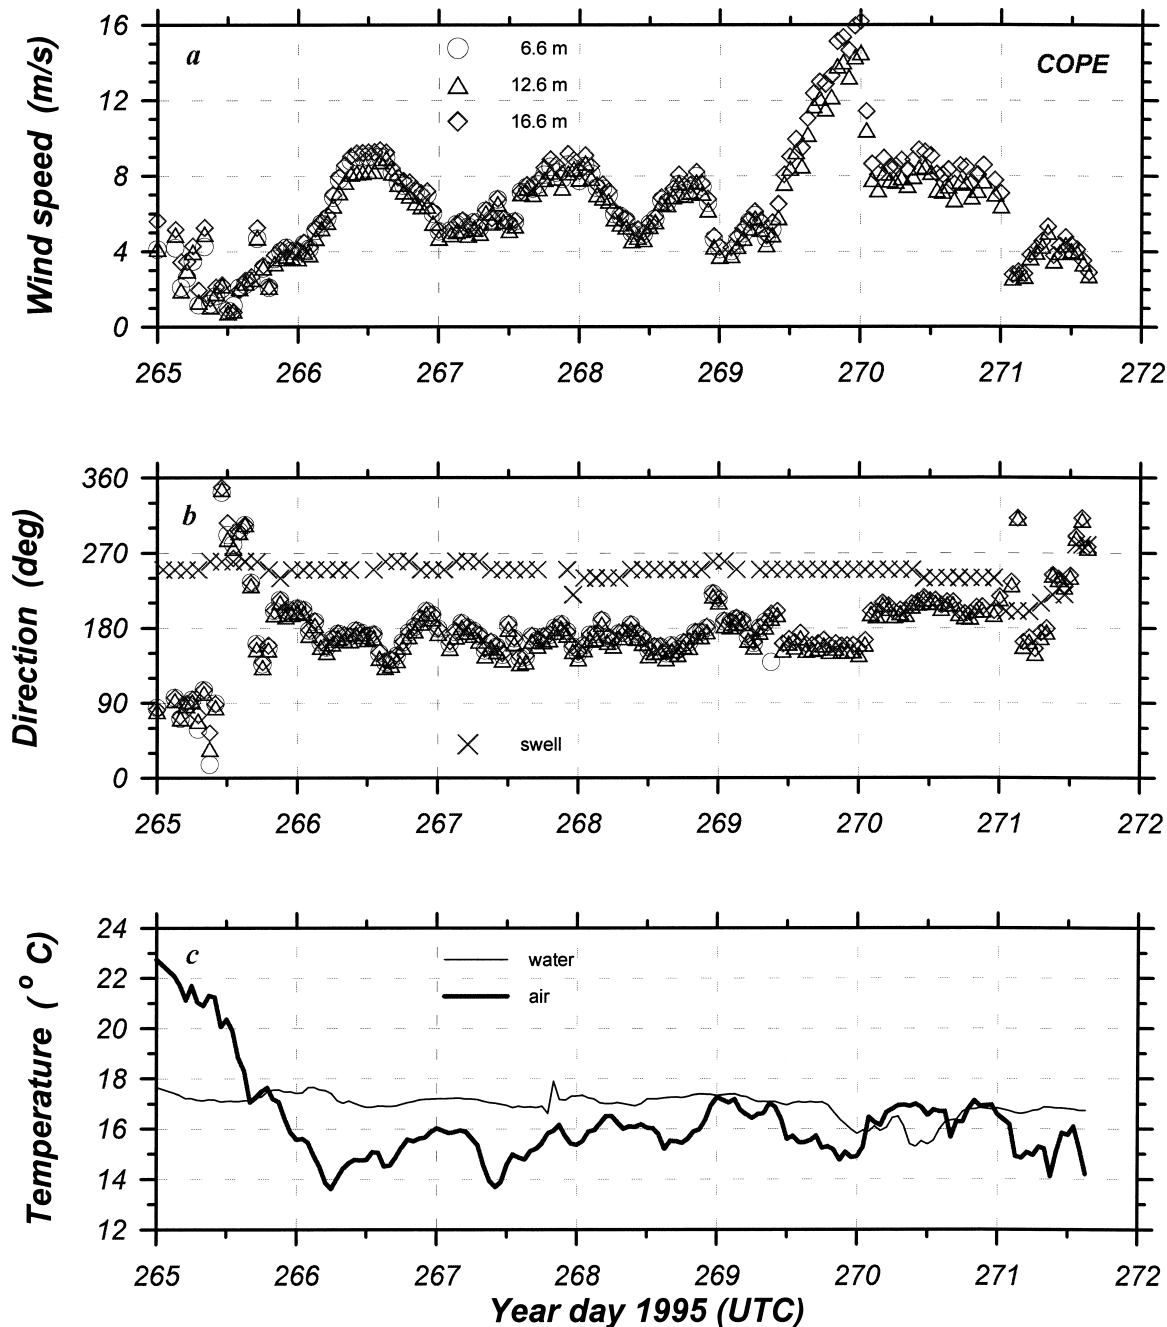 16
12
8
4
0
Wind speed (m/s)
a
6.6 m
12.6 m
16.6 m
COPE
265 266 267 268 269 270 271 272
360
270
180
90
0
Direction (deg)
b
swell
265 266 267 268 269 270 271 272
24
22
20
18
16
14
12
Temperature (° C)
c
water
air
265 266 267 268 269 270 271 272
Year day 1995 (UTC)